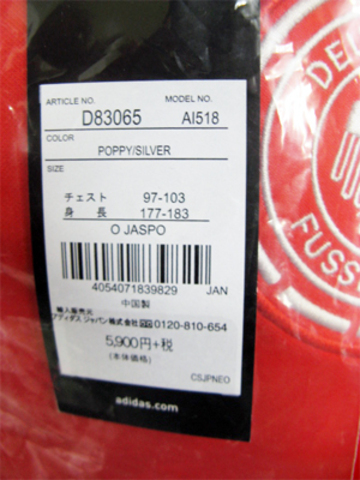 ARTICLE NO.
MODEL NO.
D83065
AI518
COLOR
POPPY/SILVER
SIZE
チェスト 97-103
身 長 177-183
O JASPO
4054071839829 JAN
中国製
輸入販売元
アディダス ジャパン株式会社 0120-810-654
5,900円+税
(本体価格)
CSJPNEO
adidas.com
DE
FUSS